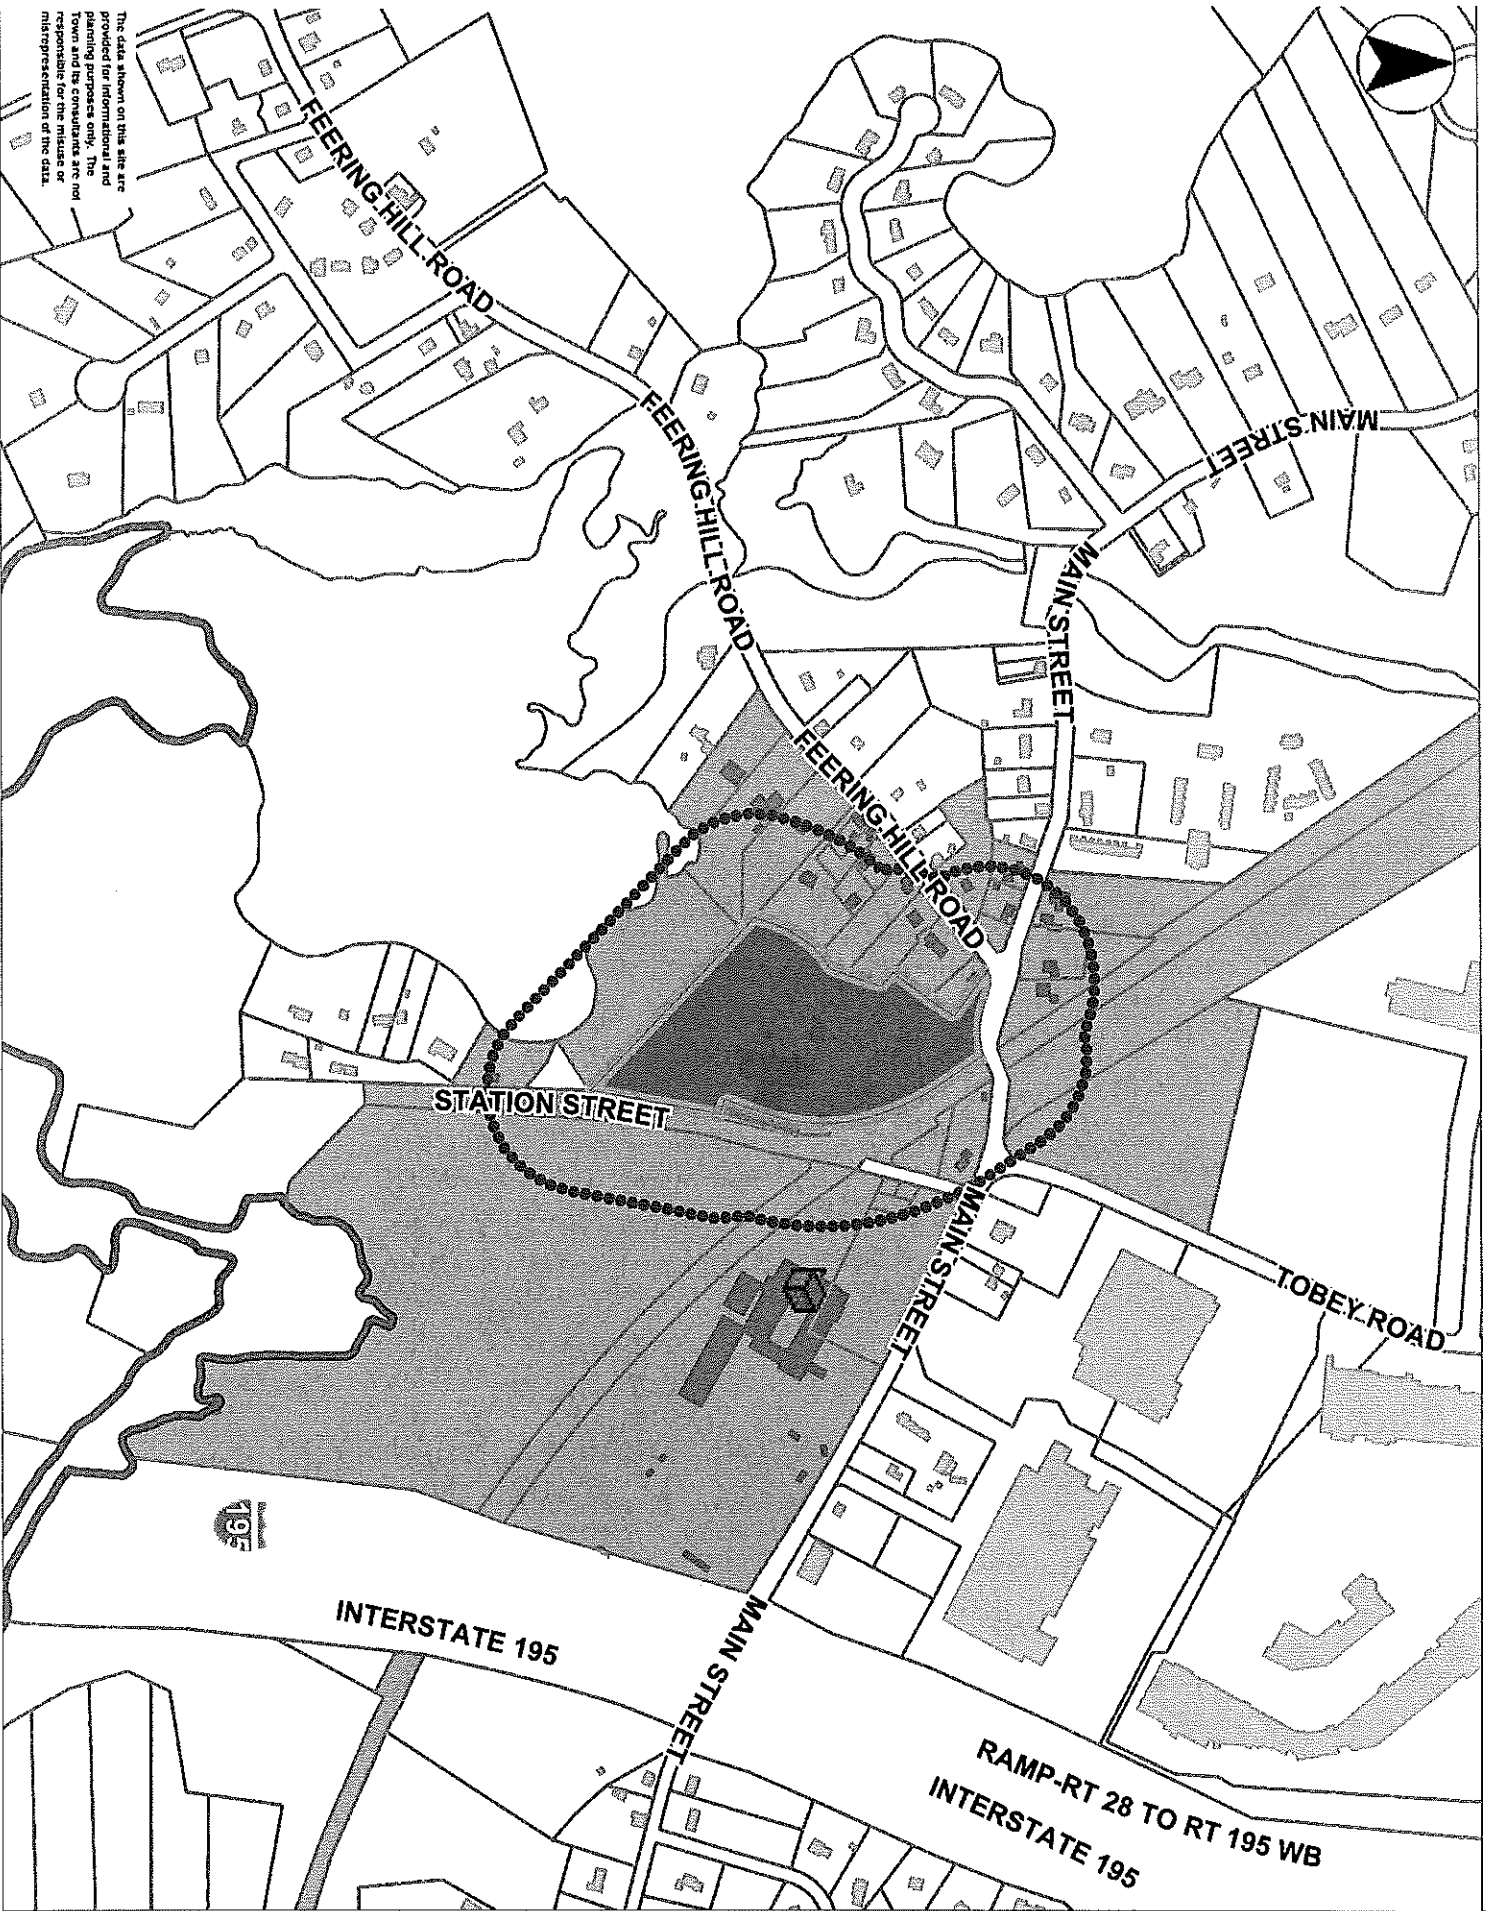 The data shown on this site are
provided for informational and
planning purposes only. The
Town and its consultants are not
responsible for the misuse or
misrepresentation of the data.
FEERING HILL ROAD
FEERING HILL ROAD
MAIN STREET
MAIN STREET
FEERING HILL ROAD
STATION STREET
MAIN STREET
TOBEY ROAD
195
INTERSTATE 195
MAIN STREET
RAMP-RT 28 TO RT 195 WB
INTERSTATE 195